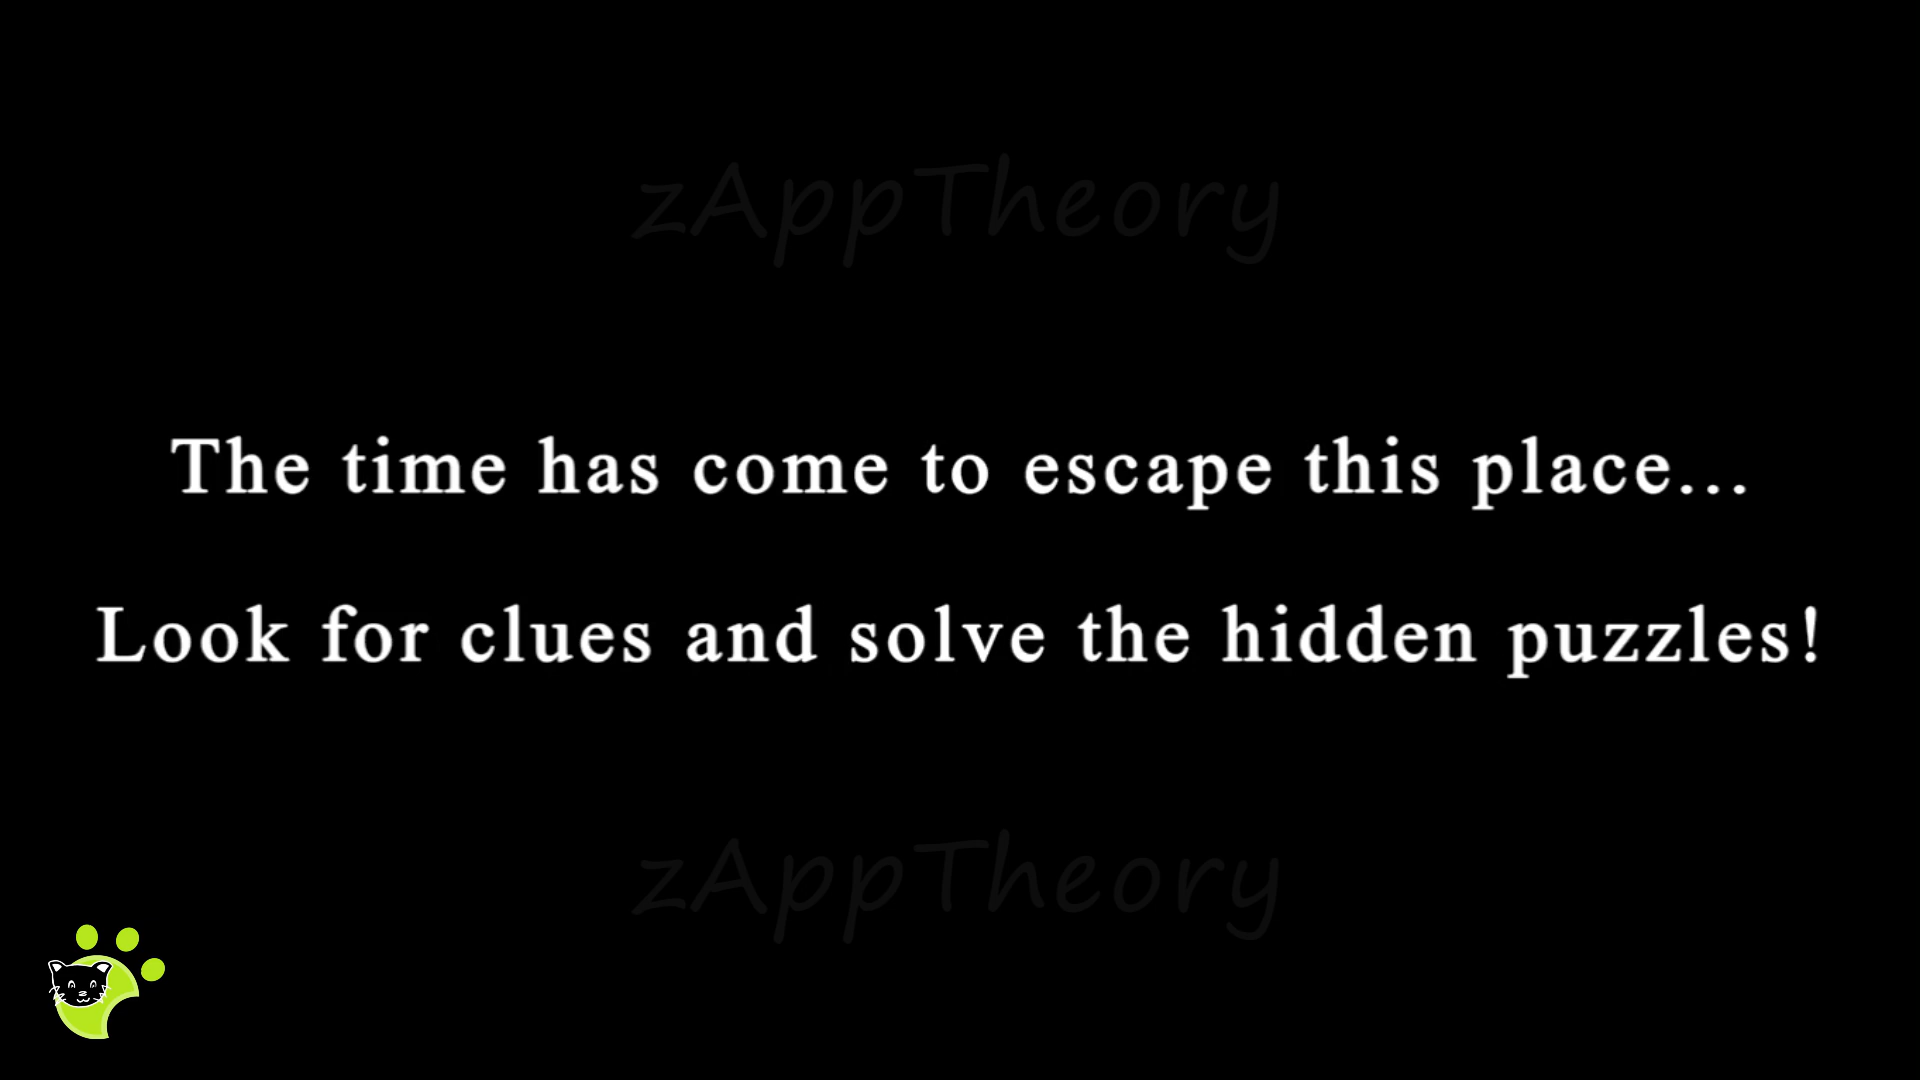 zAppTheory
The time has come to escape this place...
Look for clues and solve the hidden puzzles!
zAppTheory